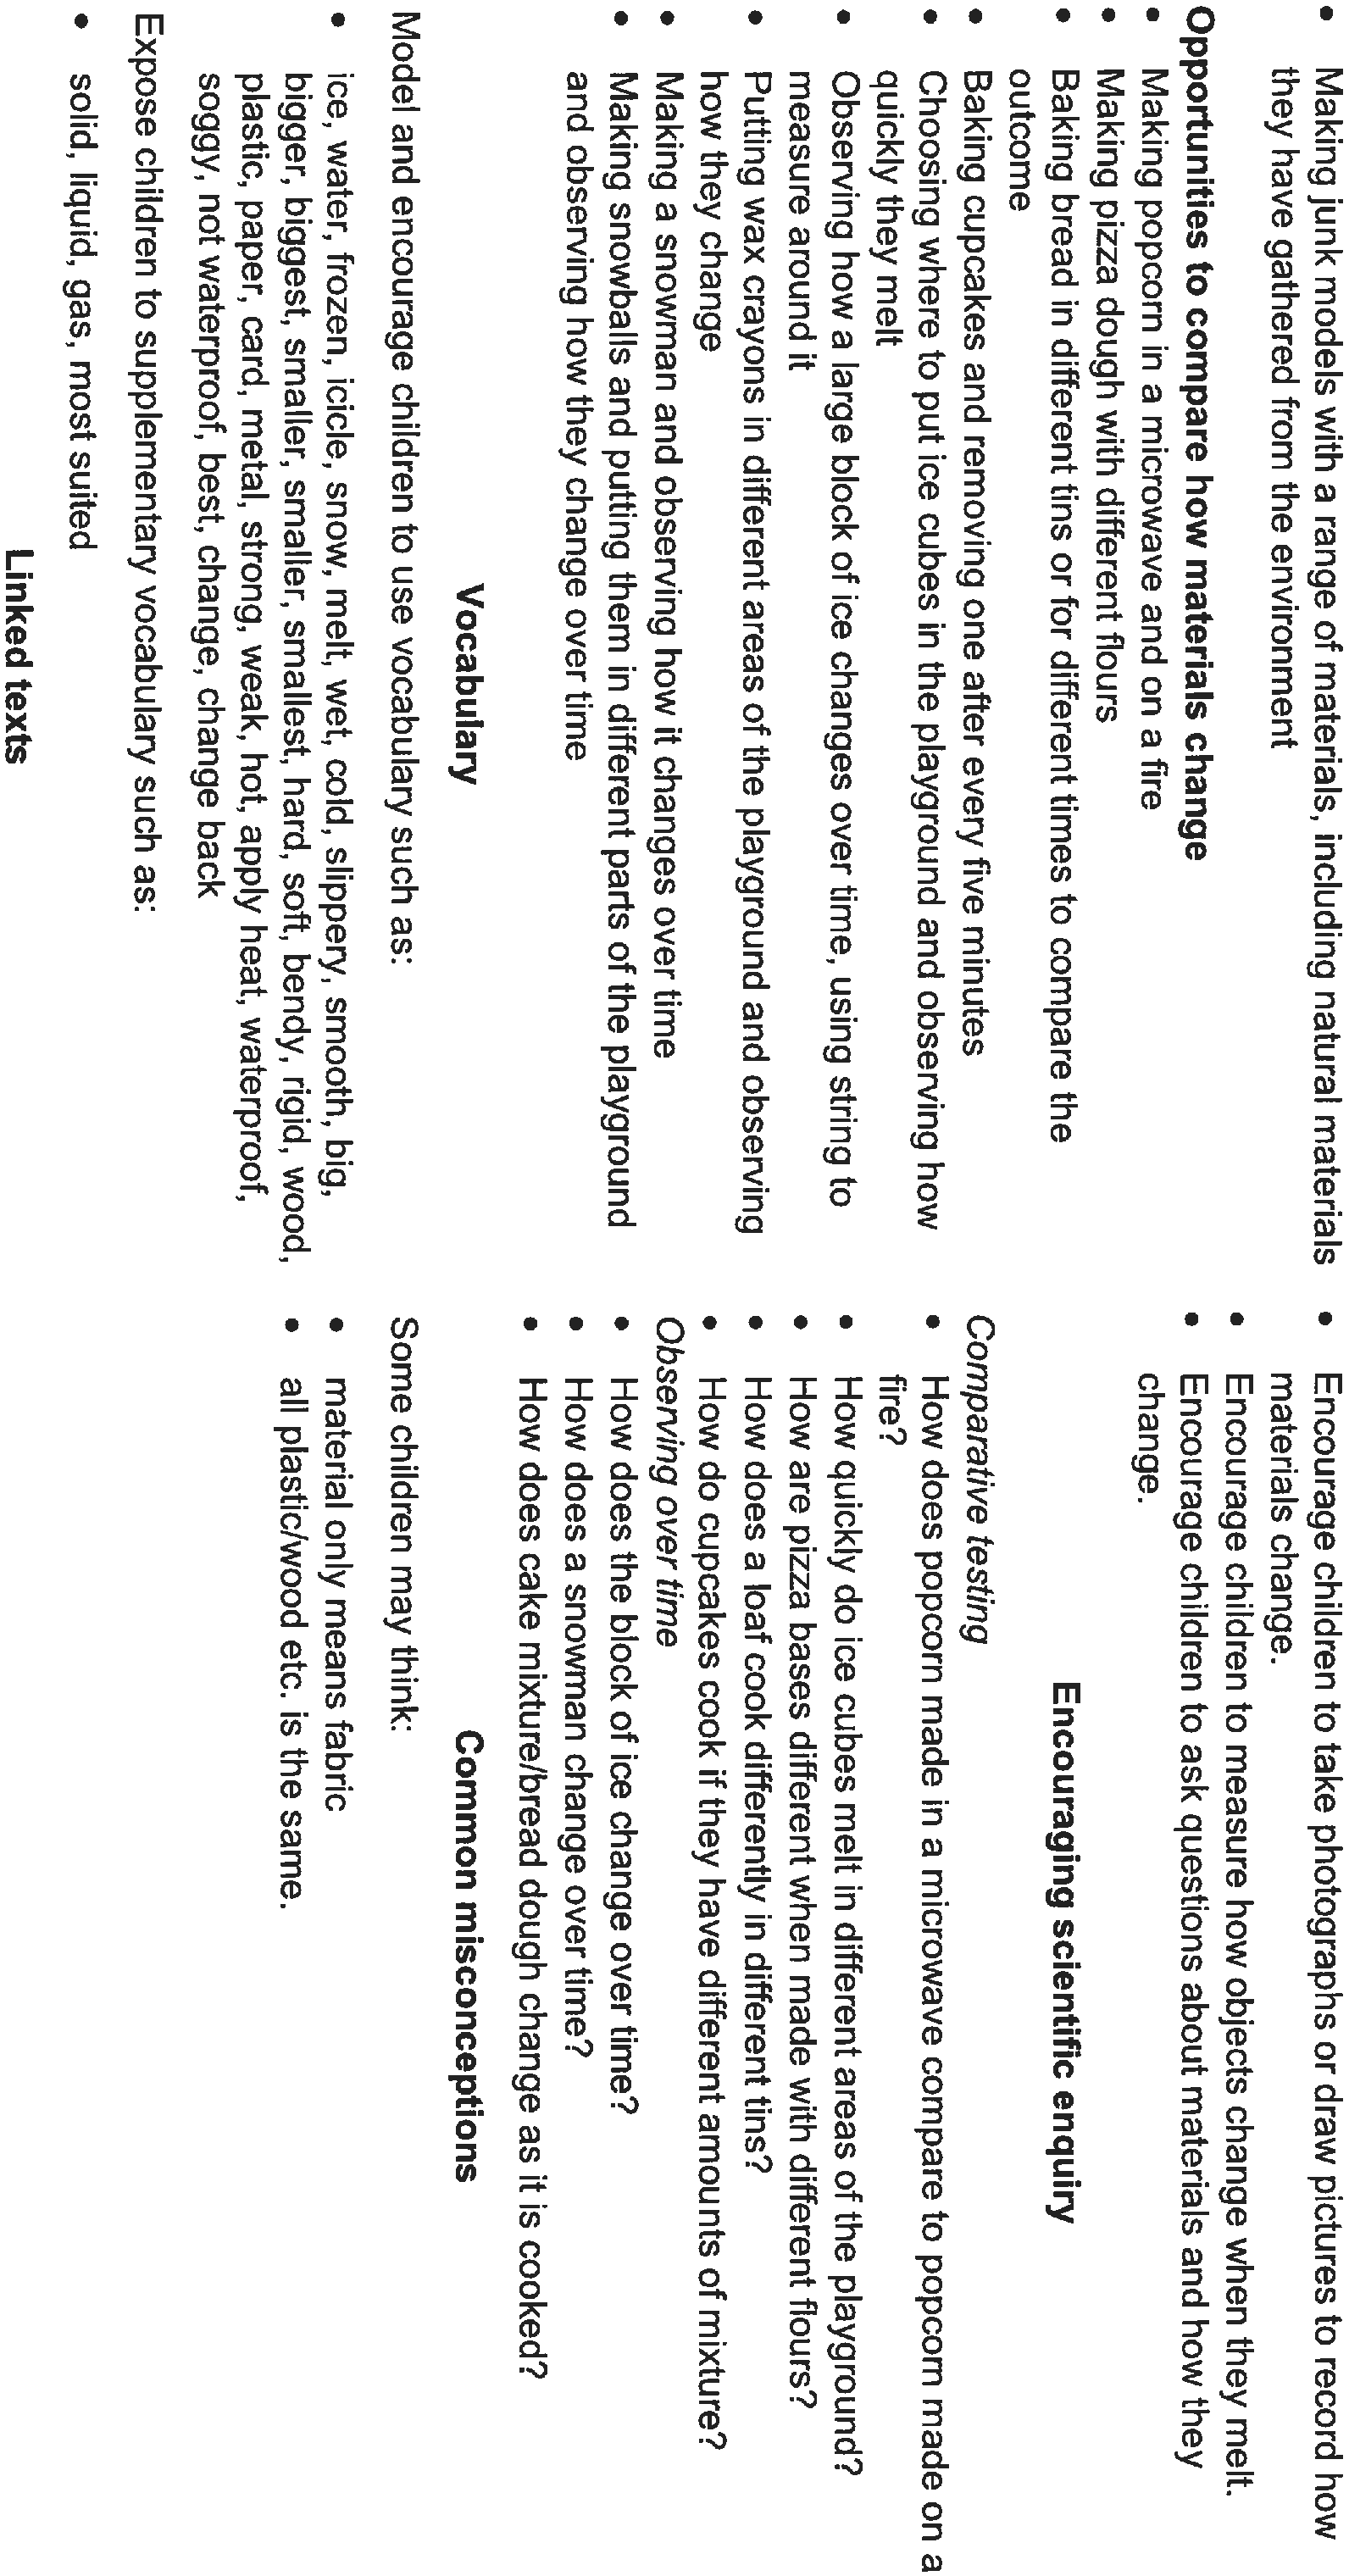 • Making junk models with a range of materials, including natural materials
they have gathered from the environment
Opportunities to compare how materials change
• Making popcorn in a microwave and on a fire
• Making pizza dough with different flours
• Baking bread in different tins or for different times to compare the
outcome
• Baking cupcakes and removing one after every five minutes
• Choosing where to put ice cubes in the playground and observing how
quickly they melt
• Observing how a large block of ice changes over time, using string to
measure around it
• Putting wax crayons in different areas of the playground and observing
how they change
• Making a snowman and observing how it changes over time
• Making snowballs and putting them in different parts of the playground
and observing how they change over time
Vocabulary
Model and encourage children to use vocabulary such as:
• ice, water, frozen, icicle, snow, melt, wet, cold, slippery, smooth, big,
bigger, biggest, smaller, smaller, smallest, hard, soft, bendy, rigid, wood,
plastic, paper, card, metal, strong, weak, hot, apply heat, waterproof,
soggy, not waterproof, best, change, change back
Expose children to supplementary vocabulary such as:
• solid, liquid, gas, most suited
Linked texts
• Encourage children to take photographs or draw pictures to record how
materials change.
• Encourage children to measure how objects change when they melt.
• Encourage children to ask questions about materials and how they
change.
Encouraging scientific enquiry
Comparative testing
• How does popcorn made in a microwave compare to popcorn made on a
fire?
• How quickly do ice cubes melt in different areas of the playground?
• How are pizza bases different when made with different flours?
• How does a loaf cook differently in different tins?
• How do cupcakes cook if they have different amounts of mixture?
Observing over time
• How does the block of ice change over time?
• How does a snowman change over time?
• How does cake mixture/bread dough change as it is cooked?
Common misconceptions
Some children may think:
• material only means fabric
• all plastic/wood etc. is the same.